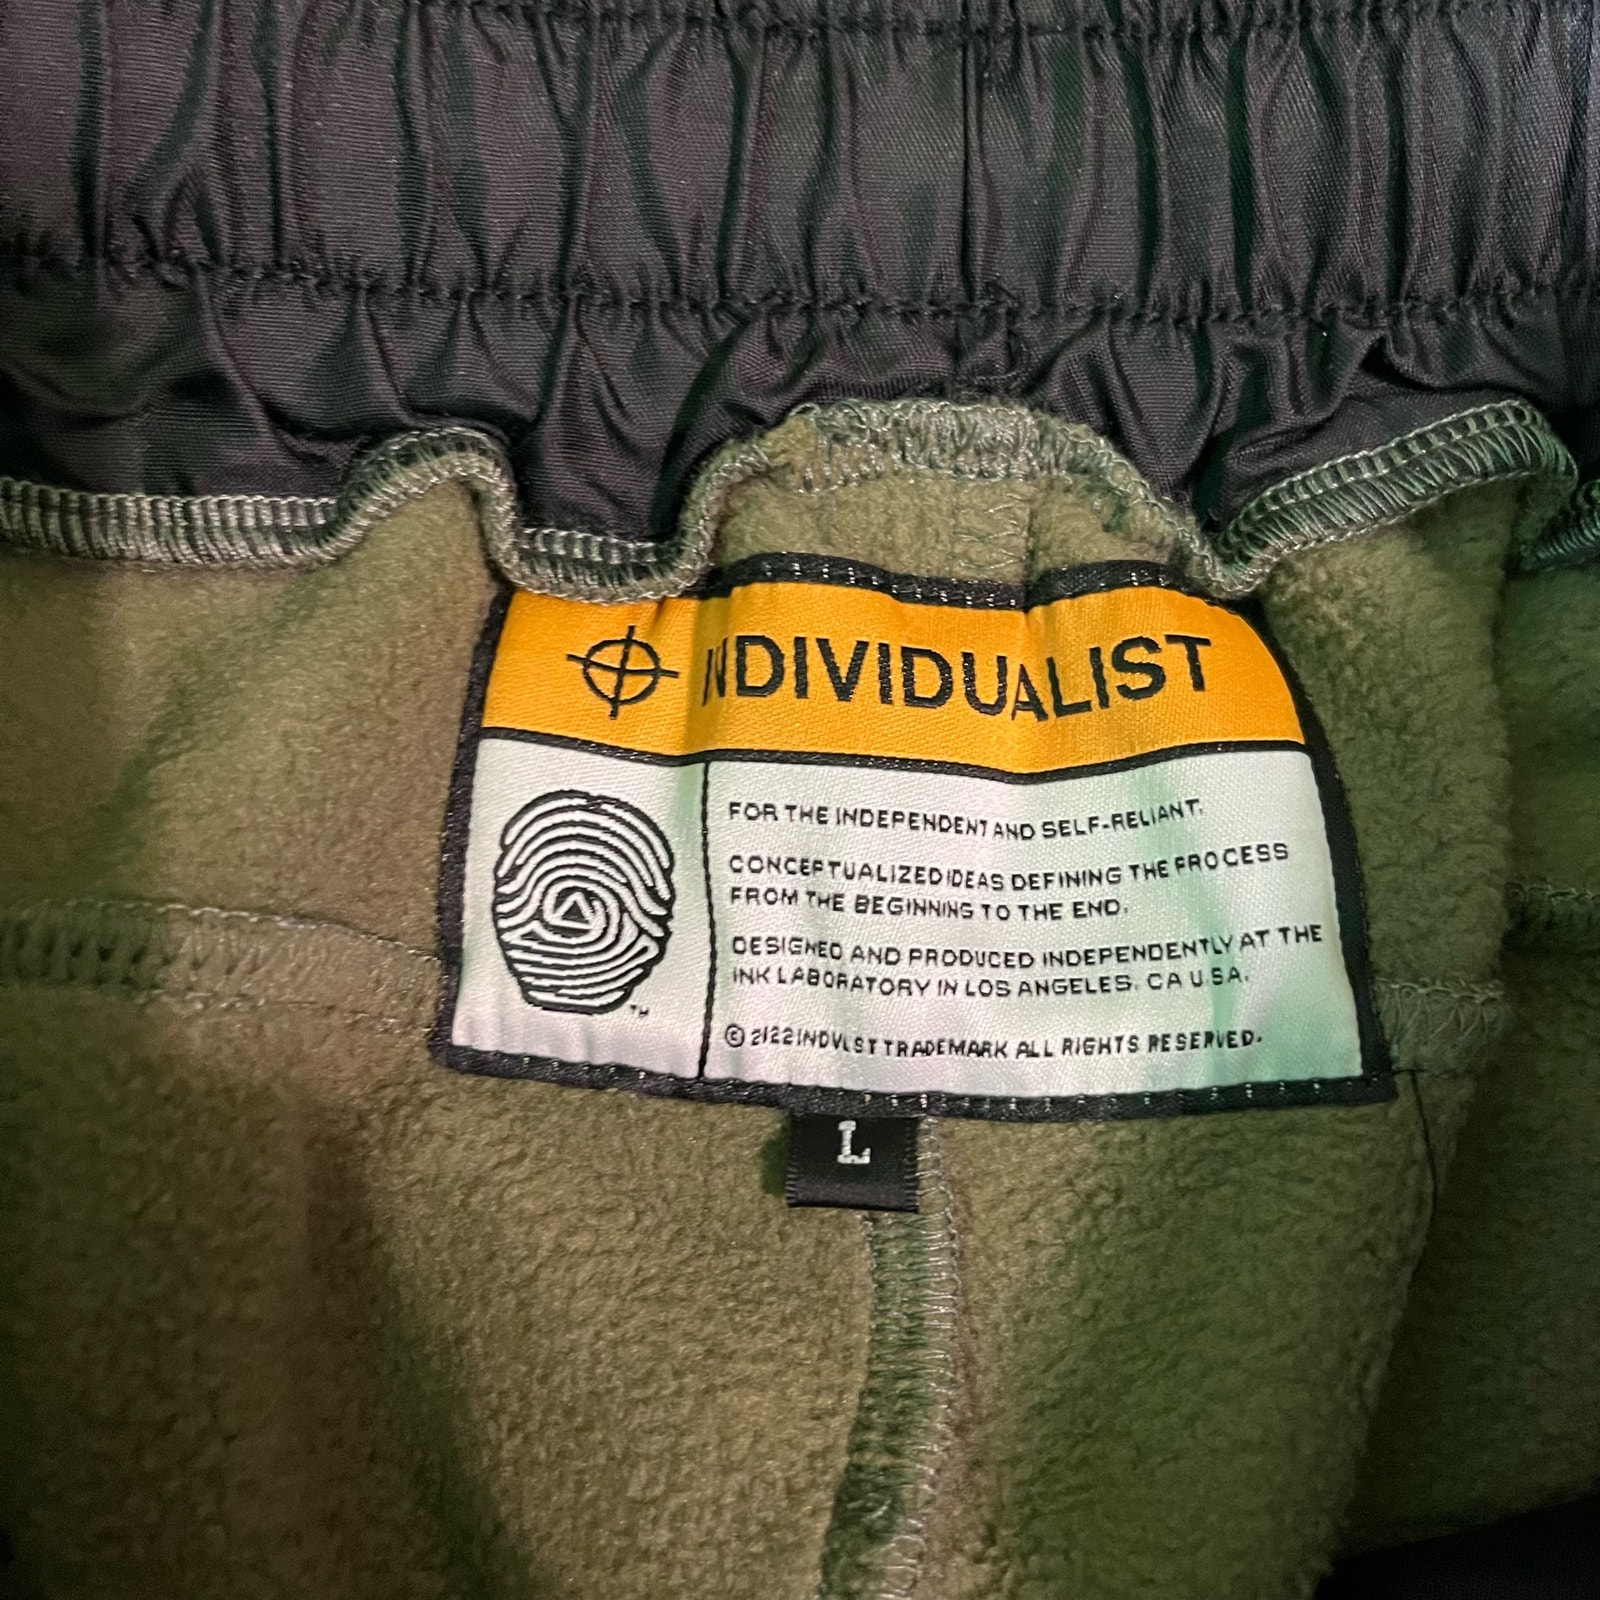 INDIVIDUALIST
FOR THE INDEPENDENT AND SELF-RELIANT.
CONCEPTUALIZED IDEAS DEFINING THE PROCESS
FROM THE BEGINNING TO THE END.
DESIGNED AND PRODUCED INDEPENDENTLY AT THE
INK LABORATORY IN LOS ANGELES, CA U.S.A.
TM
© 2122 INDVLST TRADEMARK ALL RIGHTS RESERVED.
L